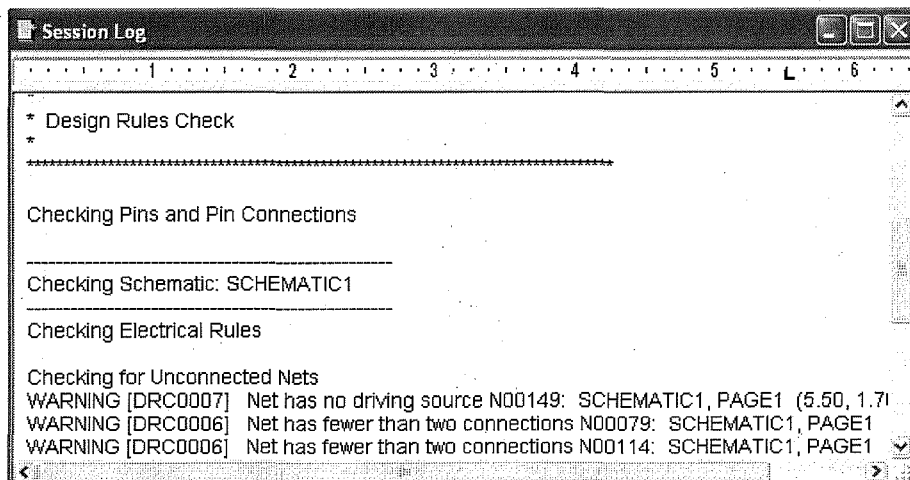 Session Log
1 2 3 4 5 6
* Design Rules Check
*
********************************************************************************
Checking Pins and Pin Connections
--------------------------------------------------
Checking Schematic: SCHEMATIC1
--------------------------------------------------
Checking Electrical Rules
Checking for Unconnected Nets
WARNING [DRC0007] Net has no driving source N00149: SCHEMATIC1, PAGE1 (5.50, 1.7
WARNING [DRC0006] Net has fewer than two connections N00079: SCHEMATIC1, PAGE1
WARNING [DRC0006] Net has fewer than two connections N00114: SCHEMATIC1, PAGE1